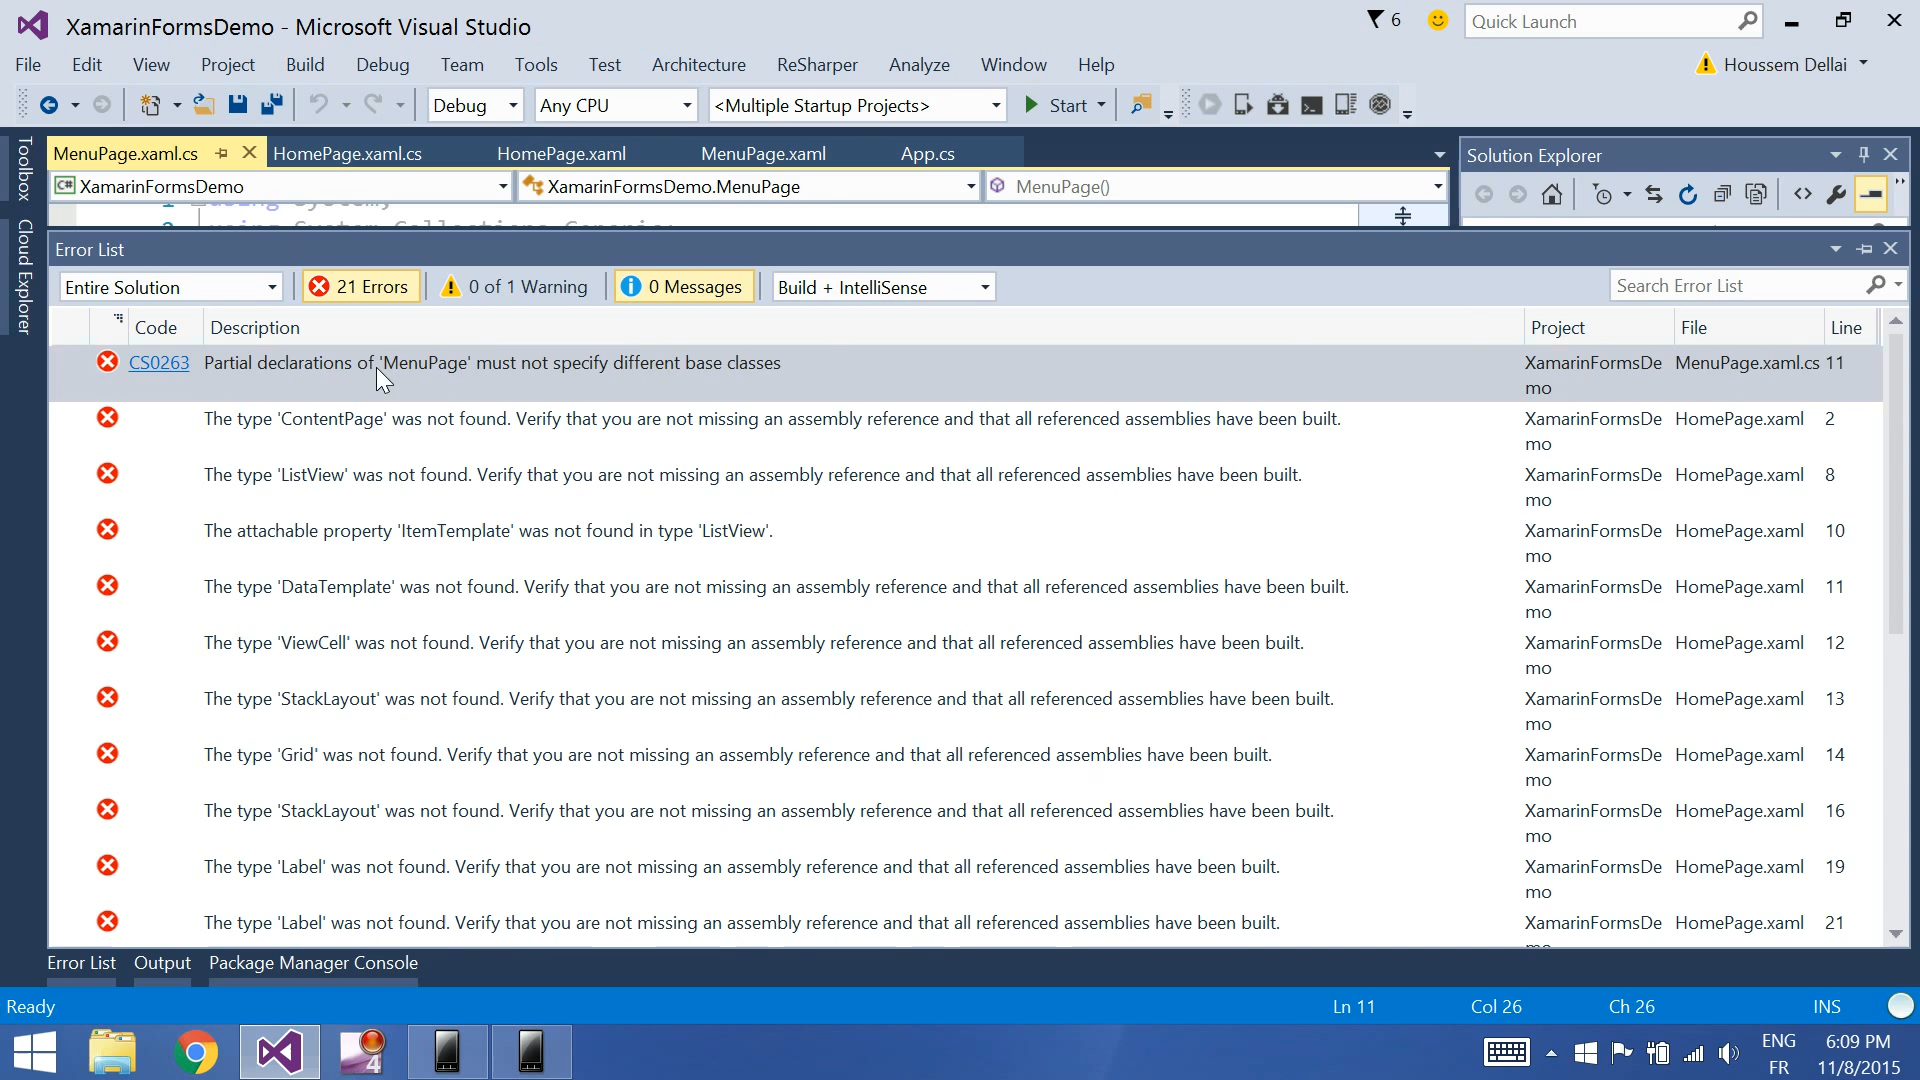 XamarinFormsDemo - Microsoft Visual Studio
6
Quick Launch
File Edit View Project Build Debug Team Tools Test Architecture ReSharper Analyze Window Help
Houssem Dellai
Debug Any CPU <Multiple Startup Projects> Start
Toolbox
Cloud Explorer
MenuPage.xaml.cs HomePage.xaml.cs HomePage.xaml MenuPage.xaml App.cs
Solution Explorer
C# XamarinFormsDemo XamarinFormsDemo.MenuPage MenuPage()
Error List
Entire Solution 21 Errors 0 of 1 Warning 0 Messages Build + IntelliSense Search Error List
Code Description Project File Line
CS0263 Partial declarations of 'MenuPage' must not specify different base classes XamarinFormsDe MenuPage.xaml.cs 11
mo
The type 'ContentPage' was not found. Verify that you are not missing an assembly reference and that all referenced assemblies have been built. XamarinFormsDe HomePage.xaml 2
mo
The type 'ListView' was not found. Verify that you are not missing an assembly reference and that all referenced assemblies have been built. XamarinFormsDe HomePage.xaml 8
mo
The attachable property 'ItemTemplate' was not found in type 'ListView'. XamarinFormsDe HomePage.xaml 10
mo
The type 'DataTemplate' was not found. Verify that you are not missing an assembly reference and that all referenced assemblies have been built. XamarinFormsDe HomePage.xaml 11
mo
The type 'ViewCell' was not found. Verify that you are not missing an assembly reference and that all referenced assemblies have been built. XamarinFormsDe HomePage.xaml 12
mo
The type 'StackLayout' was not found. Verify that you are not missing an assembly reference and that all referenced assemblies have been built. XamarinFormsDe HomePage.xaml 13
mo
The type 'Grid' was not found. Verify that you are not missing an assembly reference and that all referenced assemblies have been built. XamarinFormsDe HomePage.xaml 14
mo
The type 'StackLayout' was not found. Verify that you are not missing an assembly reference and that all referenced assemblies have been built. XamarinFormsDe HomePage.xaml 16
mo
The type 'Label' was not found. Verify that you are not missing an assembly reference and that all referenced assemblies have been built. XamarinFormsDe HomePage.xaml 19
mo
The type 'Label' was not found. Verify that you are not missing an assembly reference and that all referenced assemblies have been built. XamarinFormsDe HomePage.xaml 21
Error List Output Package Manager Console
Ready Ln 11 Col 26 Ch 26 INS
4
ENG 6:09 PM
FR 11/8/2015